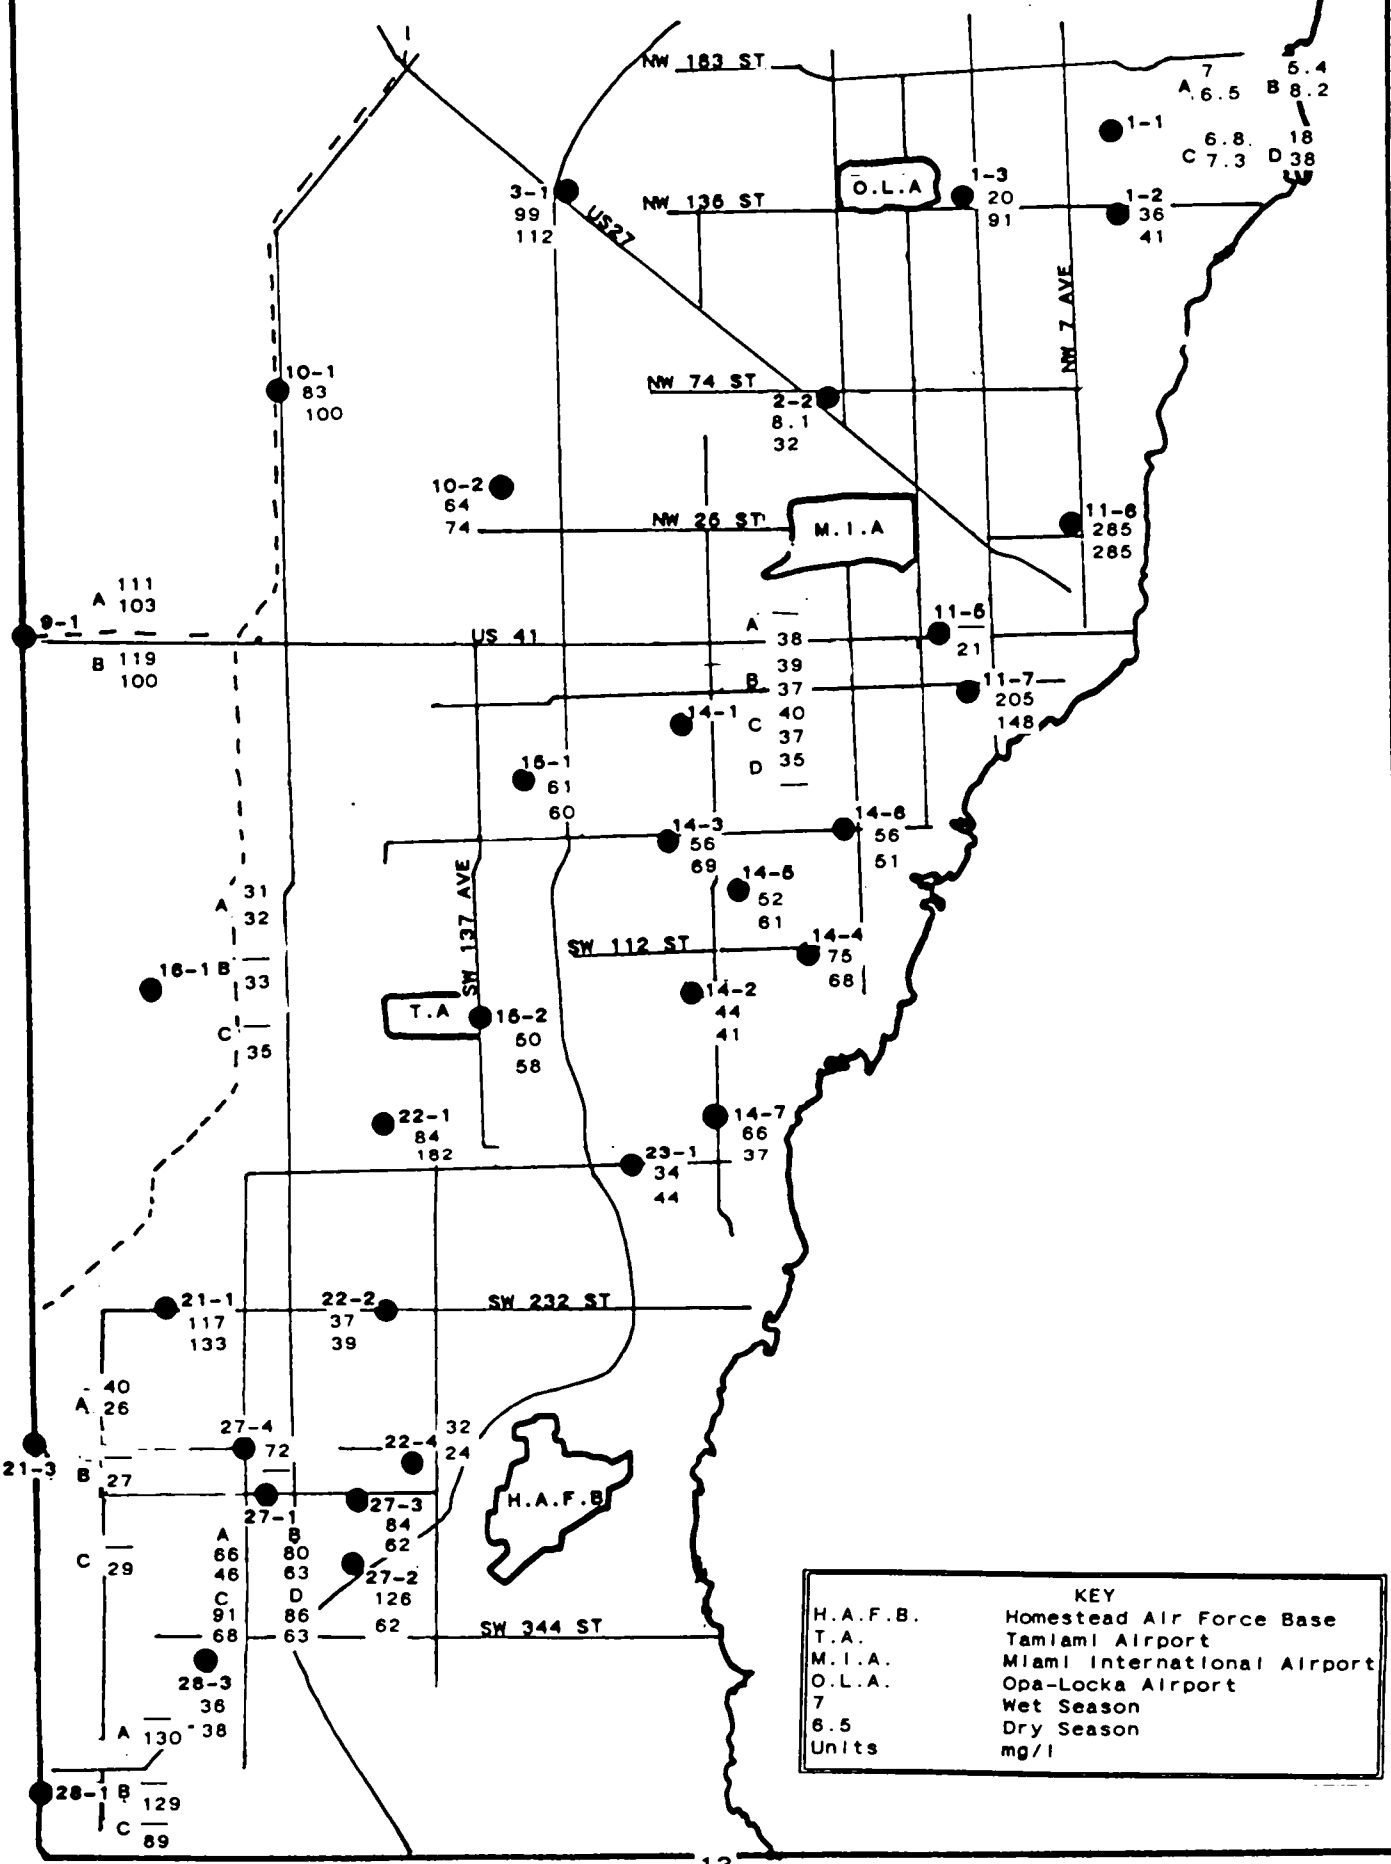 NW 183 ST
7 5.4
A 6.5 B 8.2
1-1
6.8 18
C 7.3 D 38
3-1
99
112
US27
NW 135 ST
O.L.A
1-3
20
91
1-2
36
41
NW 7 AVE
10-1
83
100
NW 74 ST
2-2
8.1
32
10-2
64
74
NW 25 ST
M.I.A
11-6
285
285
A 111
103
9-1
B 119
100
US 41
A —
38
B 39
37
C 40
37
D 35
—
11-5
—
21
11-7
205
148
14-1
15-1
61
60
14-3
56
69
14-6
56
51
14-5
52
61
SW 137 AVE
A 31
32
16-1
B —
33
C —
35
SW 112 ST
14-4
75
68
14-2
44
41
T.A
15-2
50
58
22-1
84
182
14-7
66
37
23-1
34
44
21-1
117
133
22-2
37
39
SW 232 ST
A 40
26
21-3
B —
27
C —
29
27-4
72
—
22-4
32
24
H.A.F.B
27-1
A B
66 80
46 63
C D
91 86
68 63
27-3
84
62
27-2
126
62
SW 344 ST
28-3
36
38
A —
130
28-1
B —
129
C —
89
KEY
H.A.F.B. Homestead Air Force Base
T.A. Tamiami Airport
M.I.A. Miami International Airport
O.L.A. Opa-Locka Airport
7 Wet Season
6.5 Dry Season
Units mg/l